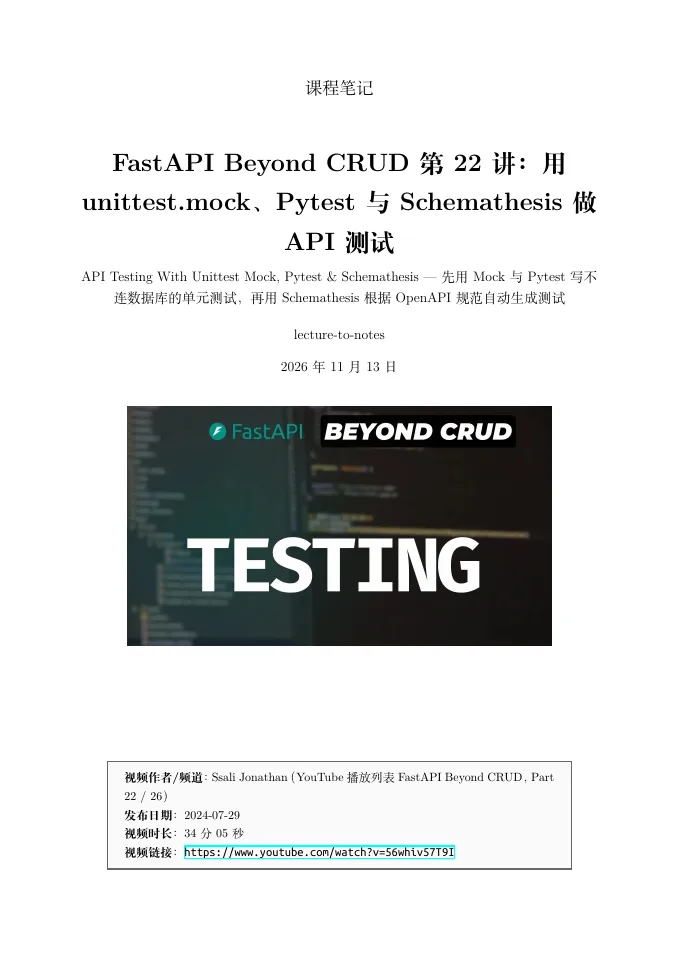 课程笔记
FastAPI Beyond CRUD 第 22 讲：用
unittest.mock、Pytest 与 Schemathesis 做
API 测试
API Testing With Unittest Mock, Pytest & Schemathesis — 先用 Mock 与 Pytest 写不
连数据库的单元测试，再用 Schemathesis 根据 OpenAPI 规范自动生成测试
lecture-to-notes
2026 年 11 月 13 日
FastAPI BEYOND CRUD
TESTING
视频作者/频道：Ssali Jonathan（YouTube 播放列表 FastAPI Beyond CRUD，Part
22 / 26）
发布日期：2024-07-29
视频时长：34 分 05 秒
视频链接：https://www.youtube.com/watch?v=56whiv57T9I